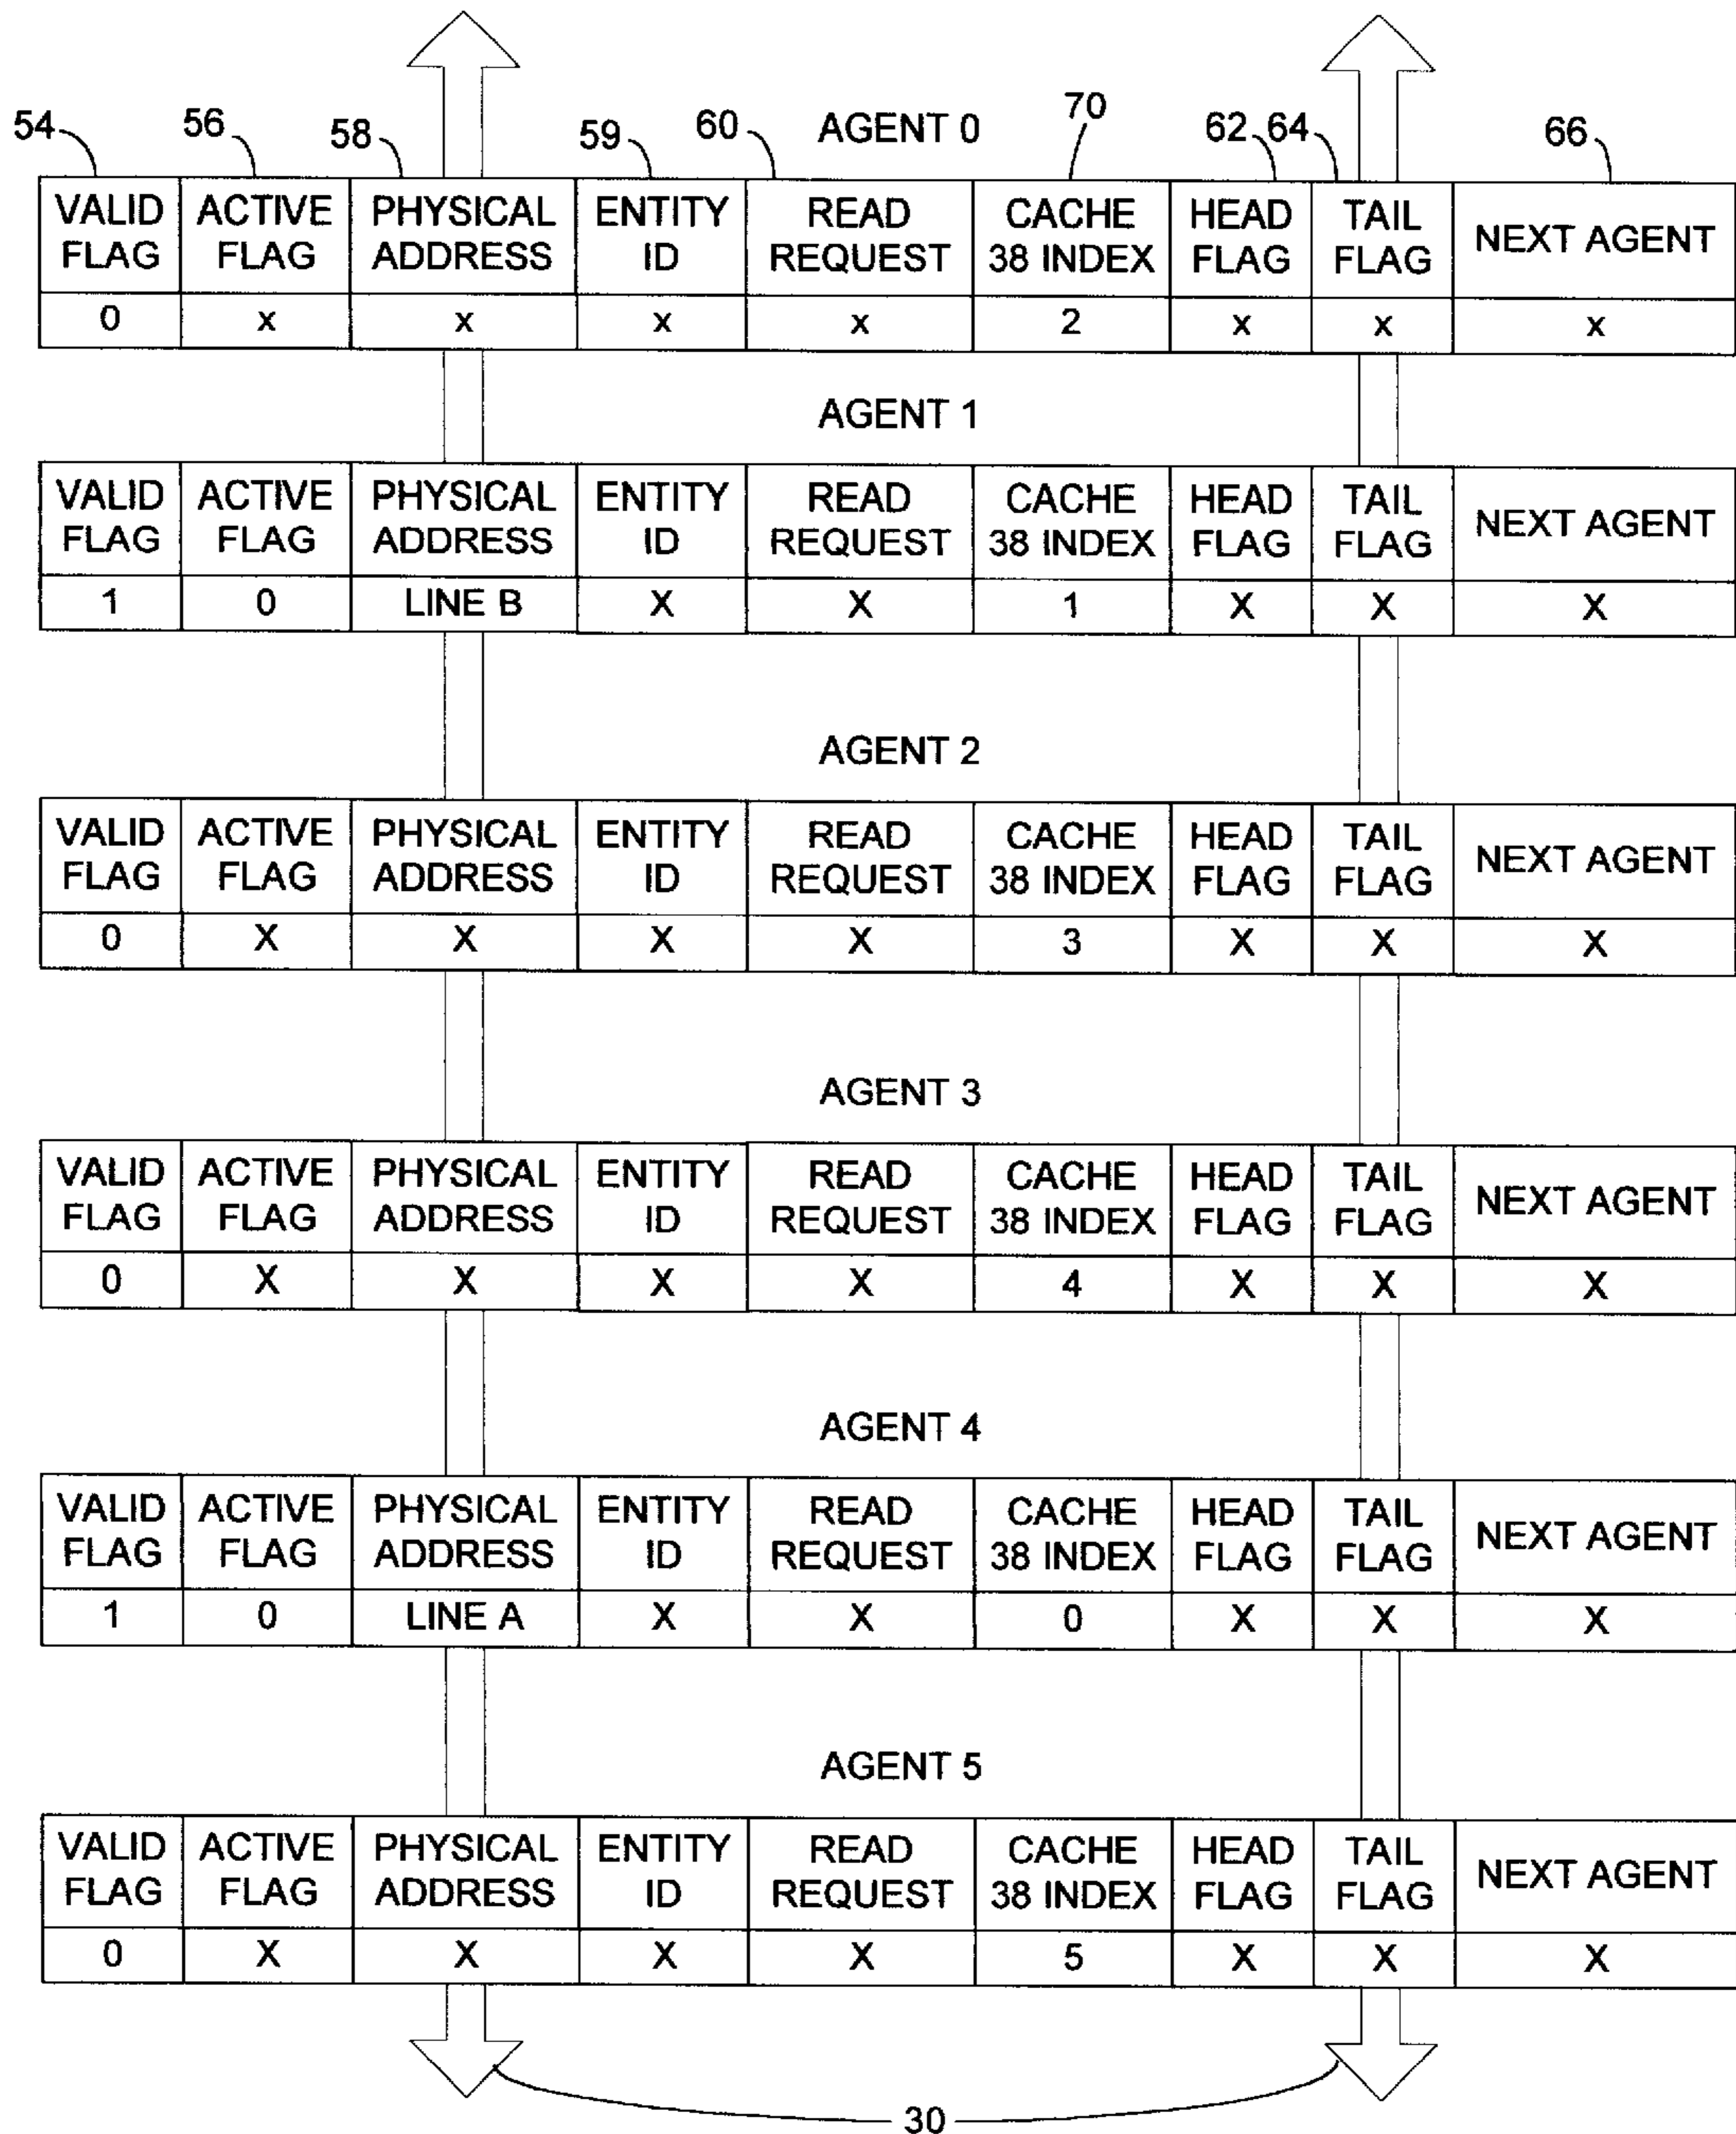 54 56 58 59 60 AGENT 0 70 62 64 66
VALID FLAG ACTIVE FLAG PHYSICAL ADDRESS ENTITY ID READ REQUEST CACHE 38 INDEX HEAD FLAG TAIL FLAG NEXT AGENT
0 x x x x 2 x x x
AGENT 1
VALID FLAG ACTIVE FLAG PHYSICAL ADDRESS ENTITY ID READ REQUEST CACHE 38 INDEX HEAD FLAG TAIL FLAG NEXT AGENT
1 0 LINE B X X 1 X X X
AGENT 2
VALID FLAG ACTIVE FLAG PHYSICAL ADDRESS ENTITY ID READ REQUEST CACHE 38 INDEX HEAD FLAG TAIL FLAG NEXT AGENT
0 X X X X 3 X X X
AGENT 3
VALID FLAG ACTIVE FLAG PHYSICAL ADDRESS ENTITY ID READ REQUEST CACHE 38 INDEX HEAD FLAG TAIL FLAG NEXT AGENT
0 X X X X 4 X X X
AGENT 4
VALID FLAG ACTIVE FLAG PHYSICAL ADDRESS ENTITY ID READ REQUEST CACHE 38 INDEX HEAD FLAG TAIL FLAG NEXT AGENT
1 0 LINE A X X 0 X X X
AGENT 5
VALID FLAG ACTIVE FLAG PHYSICAL ADDRESS ENTITY ID READ REQUEST CACHE 38 INDEX HEAD FLAG TAIL FLAG NEXT AGENT
0 X X X X 5 X X X
30